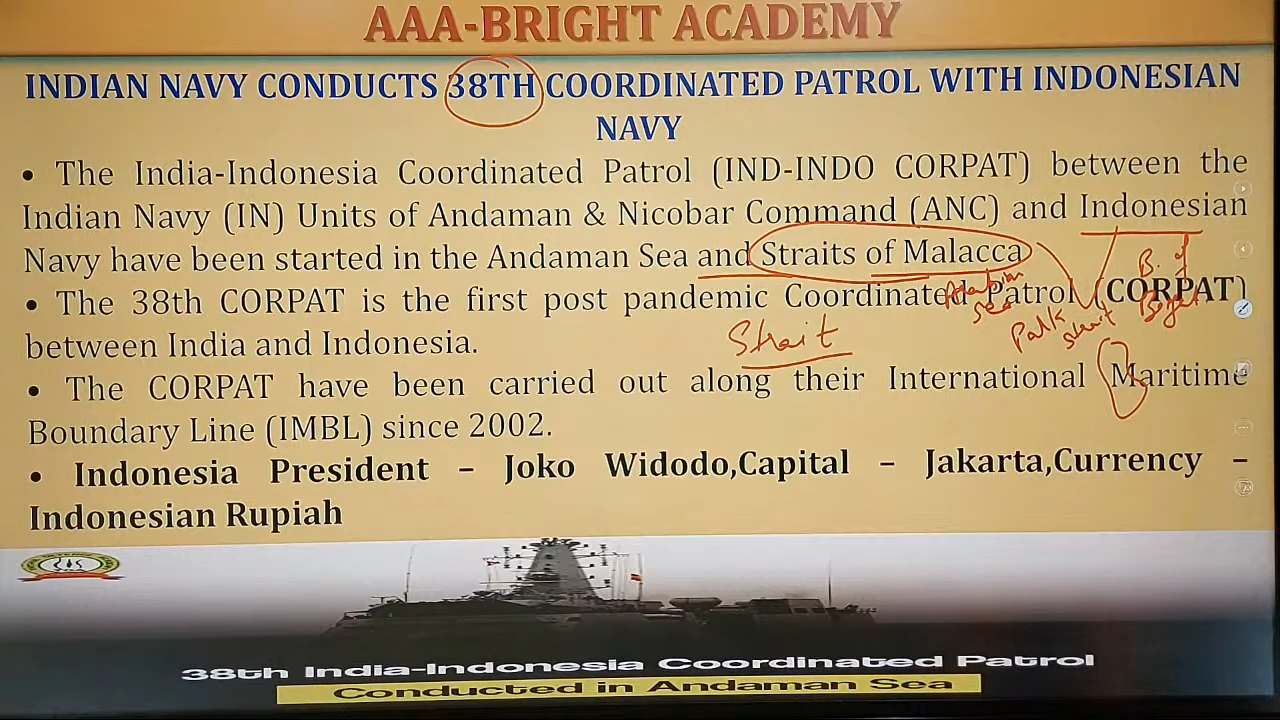 AAA-BRIGHT ACADEMY
INDIAN NAVY CONDUCTS 38TH COORDINATED PATROL WITH INDONESIAN
NAVY
• The India-Indonesia Coordinated Patrol (IND-INDO CORPAT) between the
Indian Navy (IN) Units of Andaman & Nicobar Command (ANC) and Indonesian
Navy have been started in the Andaman Sea and Straits of Malacca
B. of
• The 38th CORPAT is the first post pandemic Coordinated Patrol (CORPAT)
Arabian
sea
Palk
strait
Strait
between India and Indonesia.
• The CORPAT have been carried out along their International Maritime
Boundary Line (IMBL) since 2002.
• Indonesia President – Joko Widodo,Capital – Jakarta,Currency –
Indonesian Rupiah
38th India-Indonesia Coordinated Patrol
Conducted in Andaman Sea